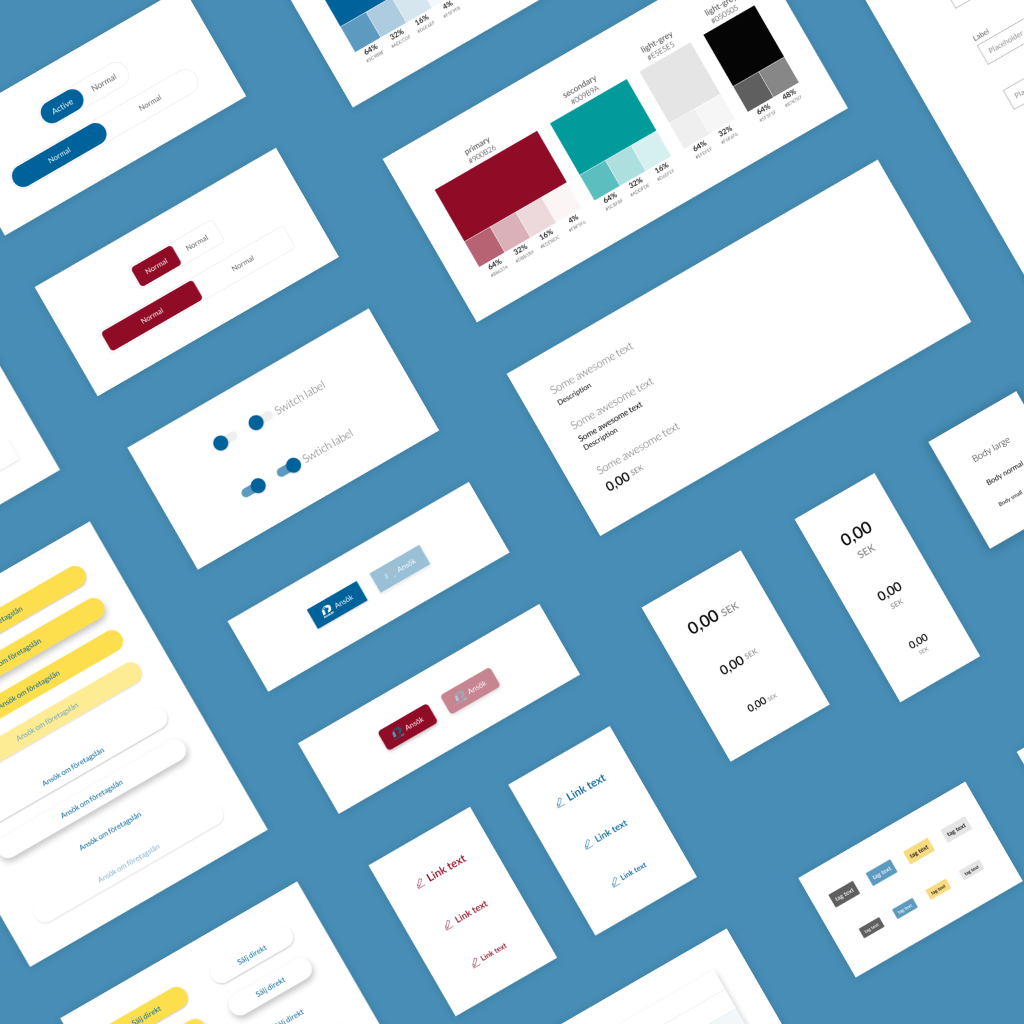 64%
32%
16%
4%
Active
Normal
Normal
Normal
Normal
Normal
Normal
Normal
primary
#900B26
64%
32%
16%
4%
secondary
#009B9A
64%
32%
16%
light-grey
#E5E5E5
64%
32%
#050505
64%
48%
Label
Placeholder
Switch label
Swtich label
Some awesome text
Description
Some awesome text
Some awesome text
Description
Some awesome text
0,00 SEK
Body large
Body normal
Body small
Ansök
Ansök
Ansök
Ansök
0,00 SEK
0,00 SEK
0,00 SEK
0,00
SEK
0,00
SEK
0,00
SEK
om företagslån
Ansök om företagslån
Ansök om företagslån
Ansök om företagslån
Ansök om företagslån
Ansök om företagslån
Ansök om företagslån
Link text
Link text
Link text
Link text
Link text
Link text
tag text
tag text
tag text
tag text
tag text
tag text
tag text
tag text
Sälj direkt
Sälj direkt
Sälj direkt
Sälj direkt